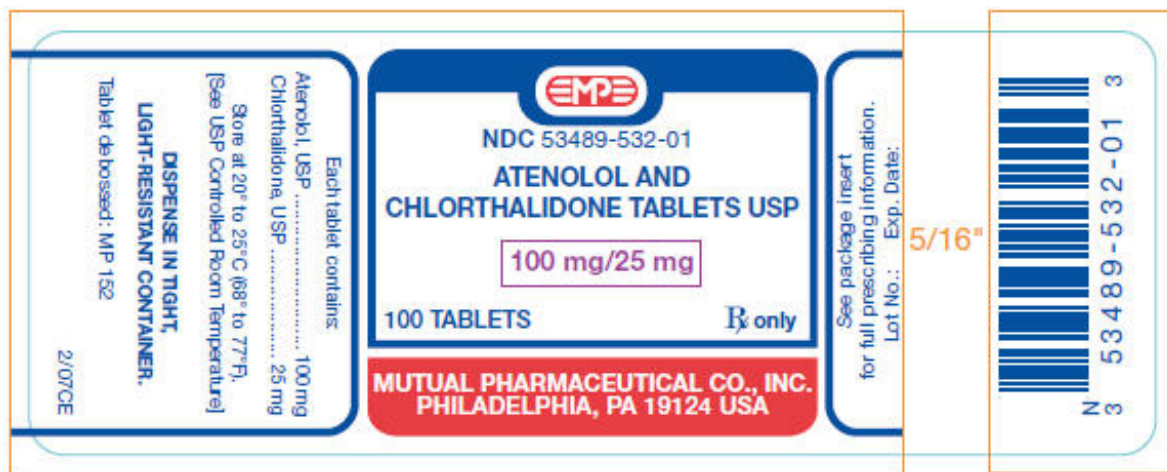 Each tablet contains:
Atenolol, USP ........................ 100 mg
Chlorthalidone, USP .................. 25 mg
Store at 20° to 25°C (68° to 77°F).
[See USP Controlled Room Temperature]
DISPENSE IN TIGHT,
LIGHT-RESISTANT CONTAINER.
Tablet debossed: MP 152
2/07CE
MP
NDC 53489-532-01
ATENOLOL AND
CHLORTHALIDONE TABLETS USP
100 mg/25 mg
100 TABLETS
Rx only
MUTUAL PHARMACEUTICAL CO., INC.
PHILADELPHIA, PA 19124 USA
See package insert
for full prescribing information.
Lot No.: Exp. Date:
5/16"
N
3 53489-532-01 3